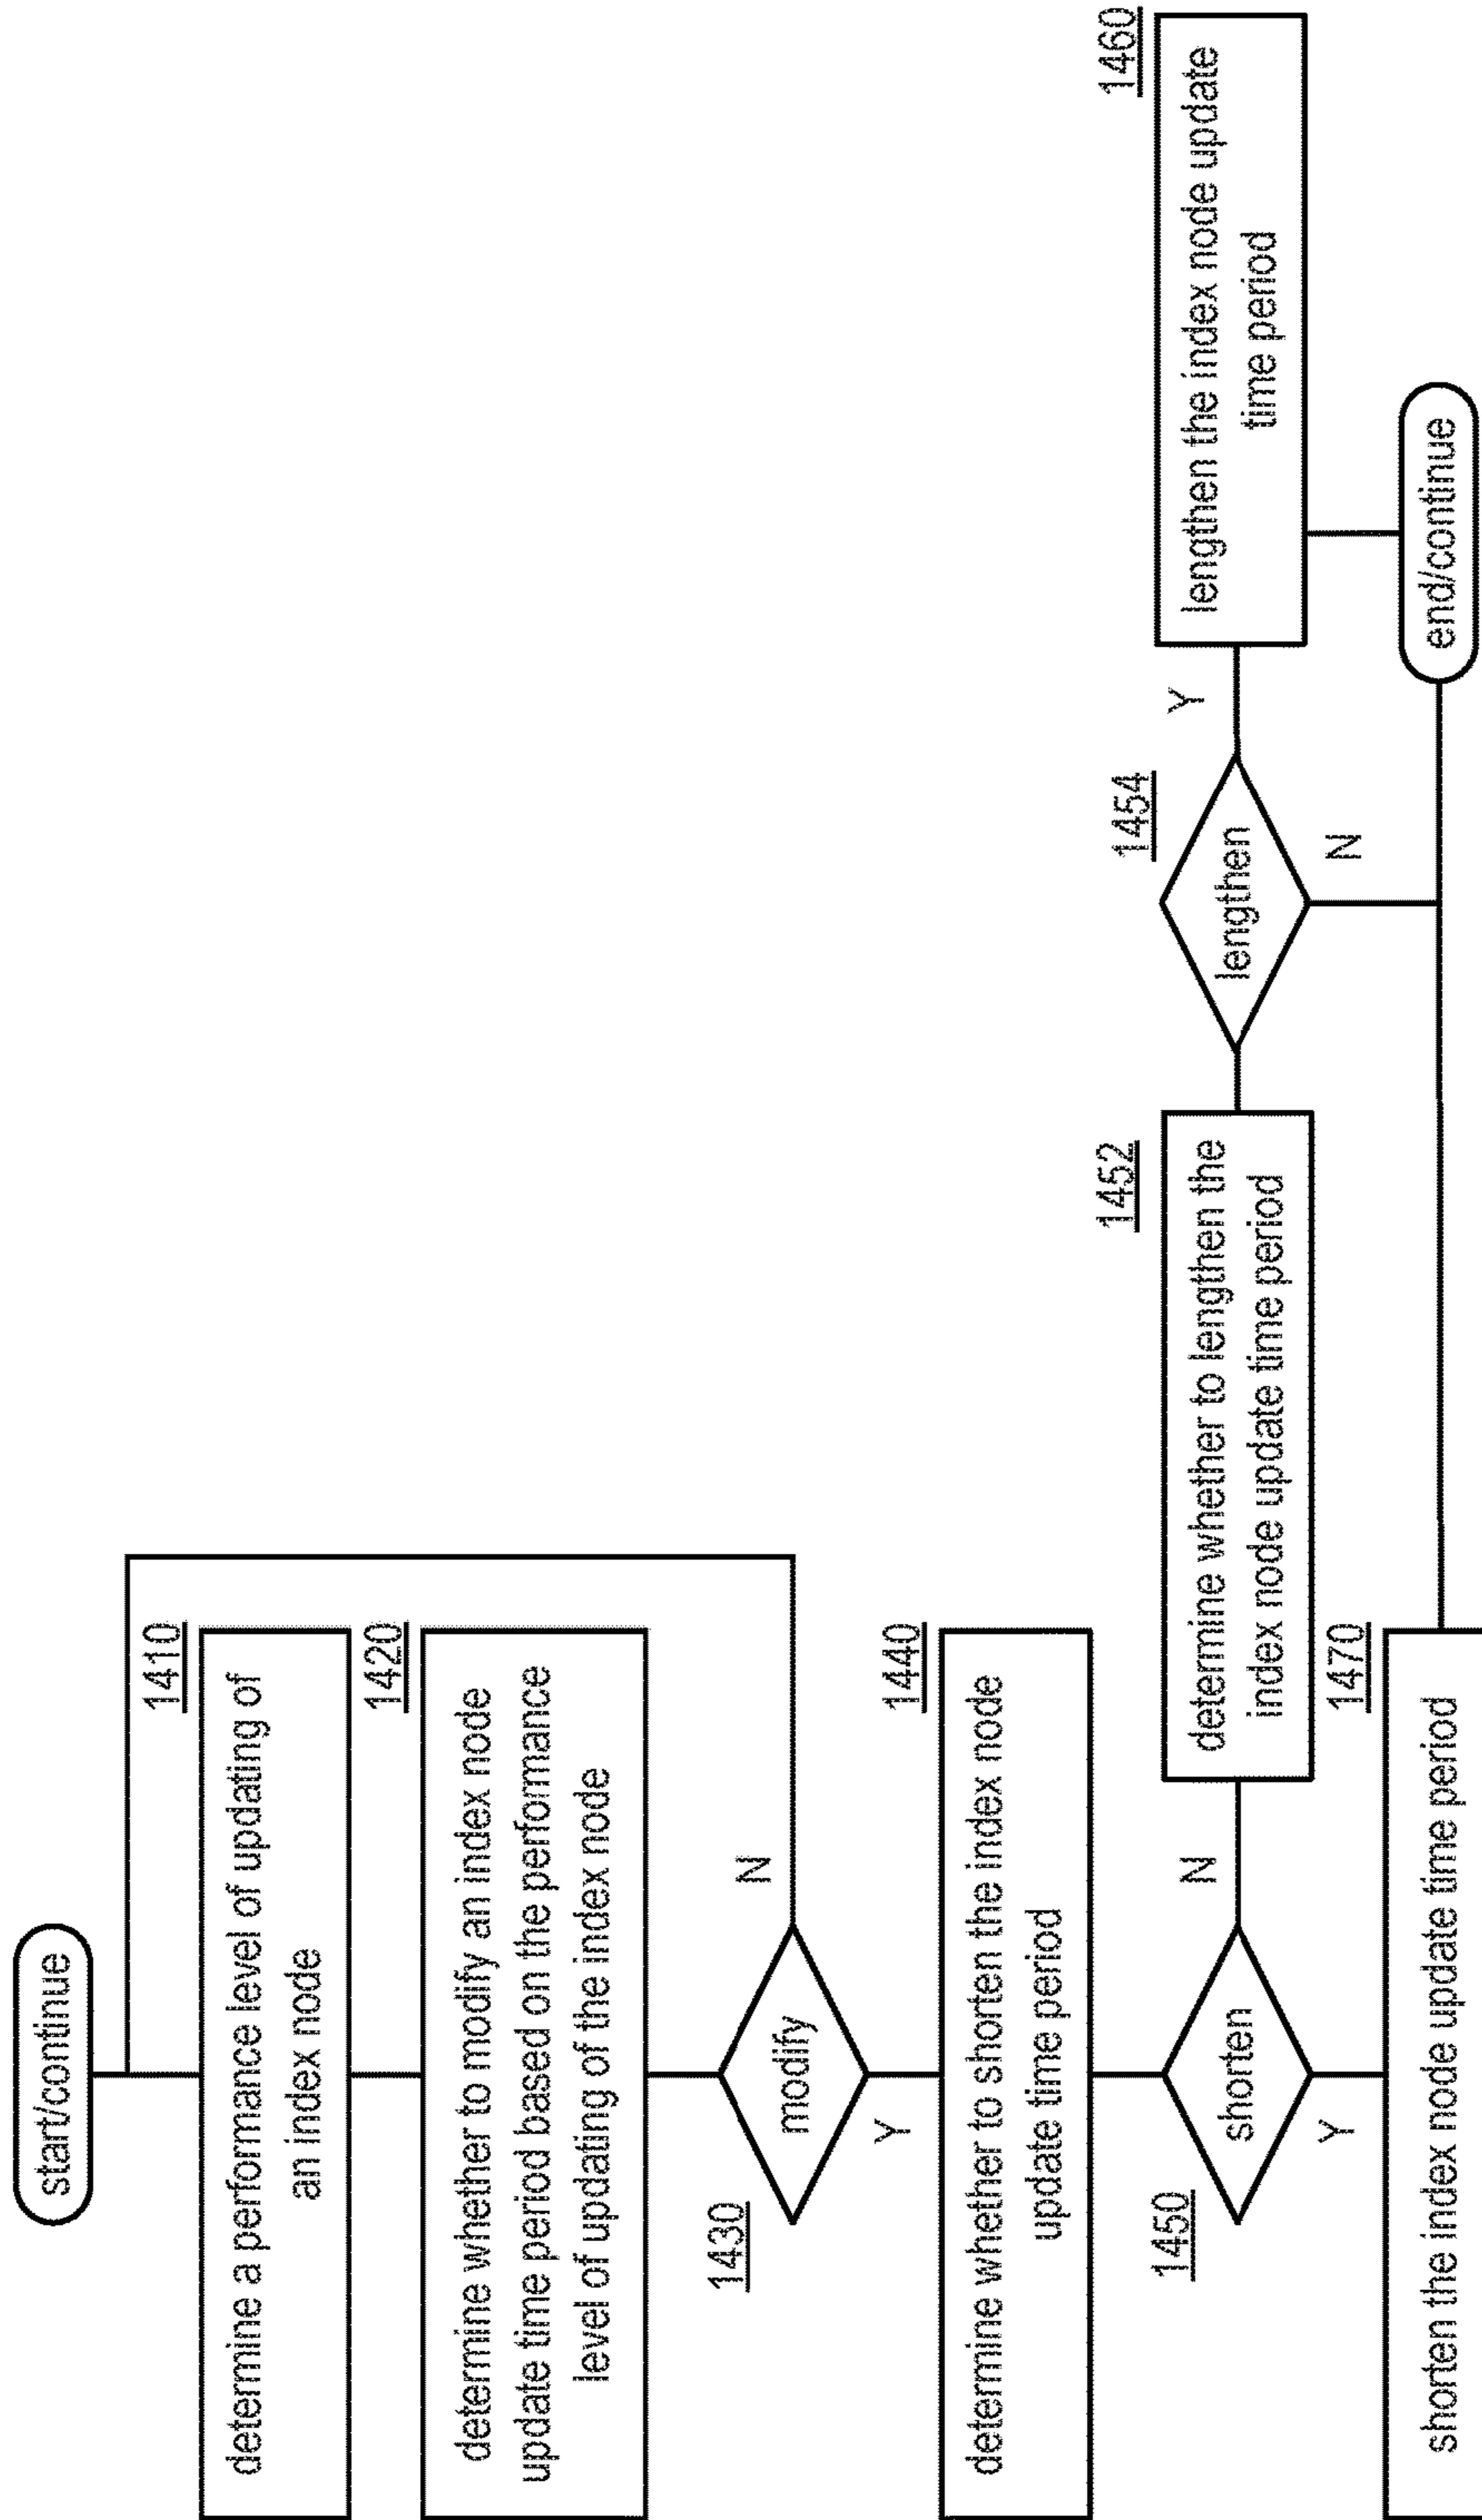 start/continue
1410
determine a performance level of updating of
an index node
1420
determine whether to modify an index node
update time period based on the performance
level of updating of the index node
1430
modify
N
Y
1440
determine whether to shorten the index node
update time period
1450
shorten
N
Y
1452
determine whether to lengthen the
index node update time period
1454
lengthen
Y
N
1460
lengthen the index node update
time period
1470
shorten the index node update time period
end/continue